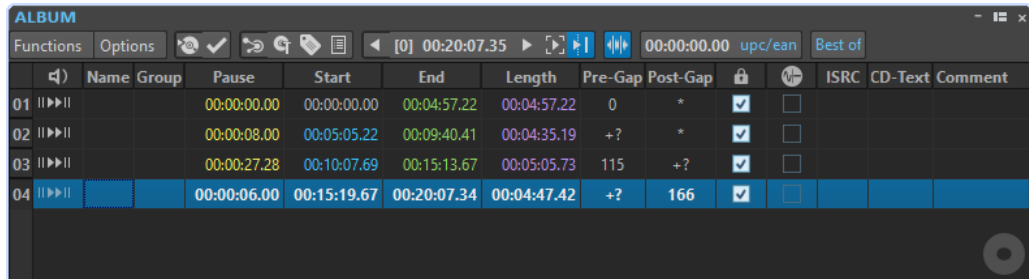 ALBUM
Functions Options [0] 00:20:07.35 00:00:00.00 upc/ean Best of
Name Group Pause Start End Length Pre-Gap Post-Gap ISRC CD-Text Comment
01 00:00:00.00 00:00:00.00 00:04:57.22 00:04:57.22 0 *
02 00:00:08.00 00:05:05.22 00:09:40.41 00:04:35.19 +? *
03 00:00:27.28 00:10:07.69 00:15:13.67 00:05:05.73 115 +?
04 00:00:06.00 00:15:19.67 00:20:07.34 00:04:47.42 +? 166